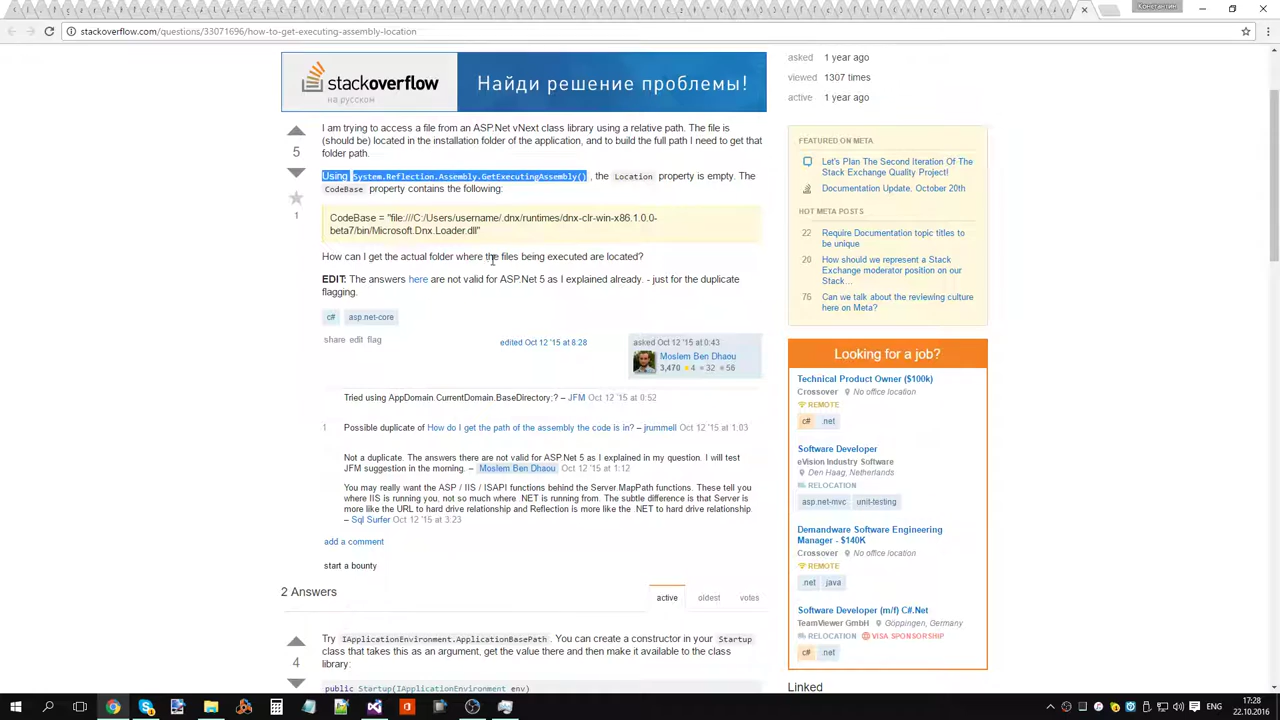 Константин
stackoverflow.com/questions/33071696/how-to-get-executing-assembly-location
stackoverflow
на русском
Найди решение проблемы!
asked 1 year ago
viewed 1307 times
active 1 year ago
5
1
I am trying to access a file from an ASP.Net vNext class library using a relative path. The file is
(should be) located in the installation folder of the application, and to build the full path I need to get that
folder path.
Using System.Reflection.Assembly.GetExecutingAssembly() , the Location property is empty. The
CodeBase property contains the following:
CodeBase = "file:///C:/Users/username/.dnx/runtimes/dnx-clr-win-x86.1.0.0-
beta7/bin/Microsoft.Dnx.Loader.dll"
How can I get the actual folder where the files being executed are located?
EDIT: The answers here are not valid for ASP.Net 5 as I explained already. - just for the duplicate
flagging.
c# asp.net-core
share edit flag
edited Oct 12 '15 at 8:28
asked Oct 12 '15 at 0:43
Moslem Ben Dhaou
3,470 4 32 56
Tried using AppDomain.CurrentDomain.BaseDirectory;? – JFM Oct 12 '15 at 0:52
1 Possible duplicate of How do I get the path of the assembly the code is in? – jrummell Oct 12 '15 at 1:03
Not a duplicate. The answers there are not valid for ASP.Net 5 as I explained in my question. I will test
JFM suggestion in the morning. – Moslem Ben Dhaou Oct 12 '15 at 1:12
You may really want the ASP / IIS / ISAPI functions behind the Server.MapPath functions. These tell you
where IIS is running you, not so much where .NET is running from. The subtle difference is that Server is
more like the URL to hard drive relationship and Reflection is more like the .NET to hard drive relationship.
– Sql Surfer Oct 12 '15 at 3:23
add a comment
start a bounty
2 Answers
active oldest votes
4
Try IApplicationEnvironment.ApplicationBasePath. You can create a constructor in your Startup
class that takes this as an argument, get the value there and then make it available to the class
library:
public Startup(IApplicationEnvironment env)
FEATURED ON META
Let's Plan The Second Iteration Of The
Stack Exchange Quality Project!
Documentation Update, October 20th
HOT META POSTS
22 Require Documentation topic titles to
be unique
20 How should we represent a Stack
Exchange moderator position on our
Stack…
76 Can we talk about the reviewing culture
here on Meta?
Looking for a job?
Technical Product Owner ($100k)
Crossover No office location
REMOTE
c# .net
Software Developer
eVision Industry Software
Den Haag, Netherlands
RELOCATION
asp.net-mvc unit-testing
Demandware Software Engineering
Manager - $140K
Crossover No office location
REMOTE
.net java
Software Developer (m/f) C#.Net
TeamViewer GmbH Göppingen, Germany
RELOCATION VISA SPONSORSHIP
c# .net
Linked
ENG
17:28
22.10.2016